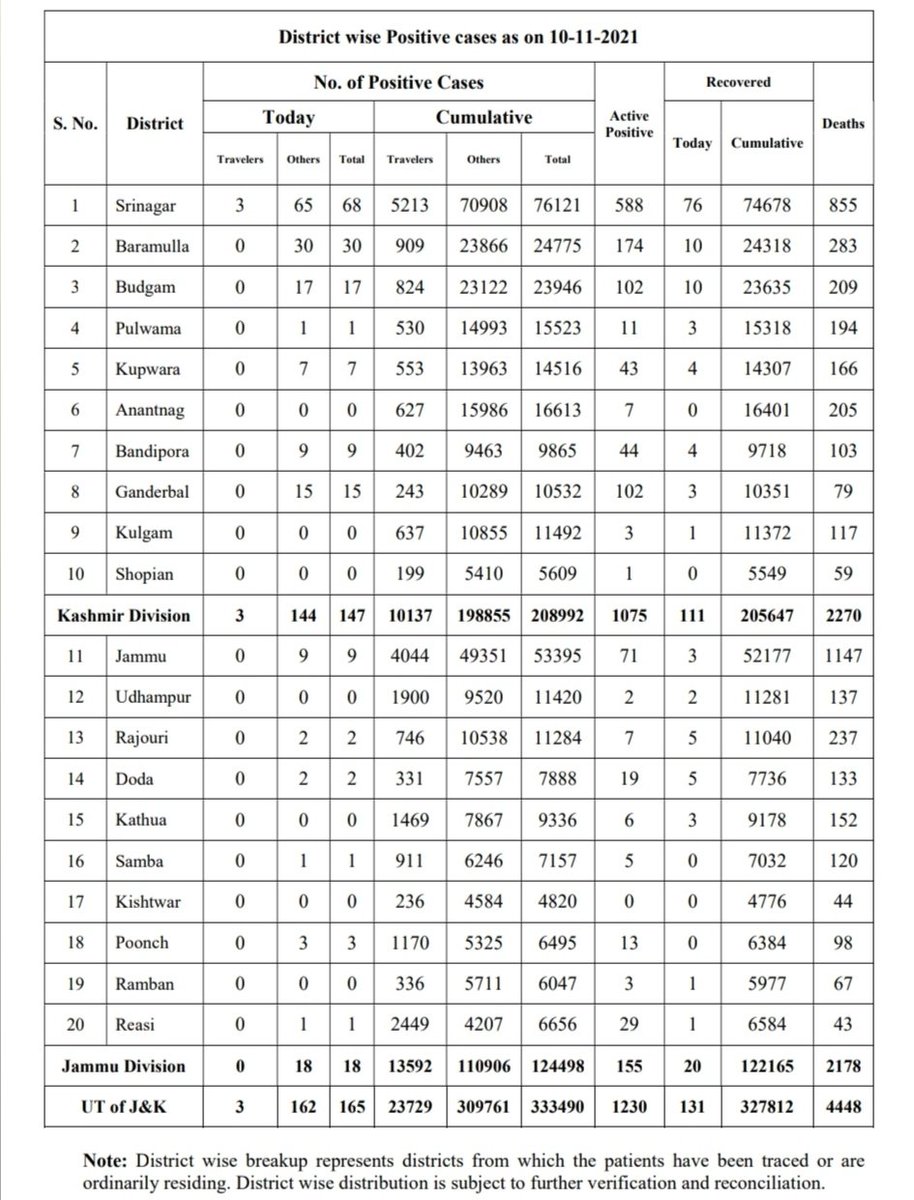 District wise Positive cases as on 10-11-2021
S. No. District No. of Positive Cases Active Positive Recovered Deaths
Today Cumulative Today Cumulative
Travelers Others Total Travelers Others Total
1 Srinagar 3 65 68 5213 70908 76121 588 76 74678 855
2 Baramulla 0 30 30 909 23866 24775 174 10 24318 283
3 Budgam 0 17 17 824 23122 23946 102 10 23635 209
4 Pulwama 0 1 1 530 14993 15523 11 3 15318 194
5 Kupwara 0 7 7 553 13963 14516 43 4 14307 166
6 Anantnag 0 0 0 627 15986 16613 7 0 16401 205
7 Bandipora 0 9 9 402 9463 9865 44 4 9718 103
8 Ganderbal 0 15 15 243 10289 10532 102 3 10351 79
9 Kulgam 0 0 0 637 10855 11492 3 1 11372 117
10 Shopian 0 0 0 199 5410 5609 1 0 5549 59
Kashmir Division 3 144 147 10137 198855 208992 1075 111 205647 2270
11 Jammu 0 9 9 4044 49351 53395 71 3 52177 1147
12 Udhampur 0 0 0 1900 9520 11420 2 2 11281 137
13 Rajouri 0 2 2 746 10538 11284 7 5 11040 237
14 Doda 0 2 2 331 7557 7888 19 5 7736 133
15 Kathua 0 0 0 1469 7867 9336 6 3 9178 152
16 Samba 0 1 1 911 6246 7157 5 0 7032 120
17 Kishtwar 0 0 0 236 4584 4820 0 0 4776 44
18 Poonch 0 3 3 1170 5325 6495 13 0 6384 98
19 Ramban 0 0 0 336 5711 6047 3 1 5977 67
20 Reasi 0 1 1 2449 4207 6656 29 1 6584 43
Jammu Division 0 18 18 13592 110906 124498 155 20 122165 2178
UT of J&K 3 162 165 23729 309761 333490 1230 131 327812 4448
Note: District wise breakup represents districts from which the patients have been traced or are
ordinarily residing. District wise distribution is subject to further verification and reconciliation.